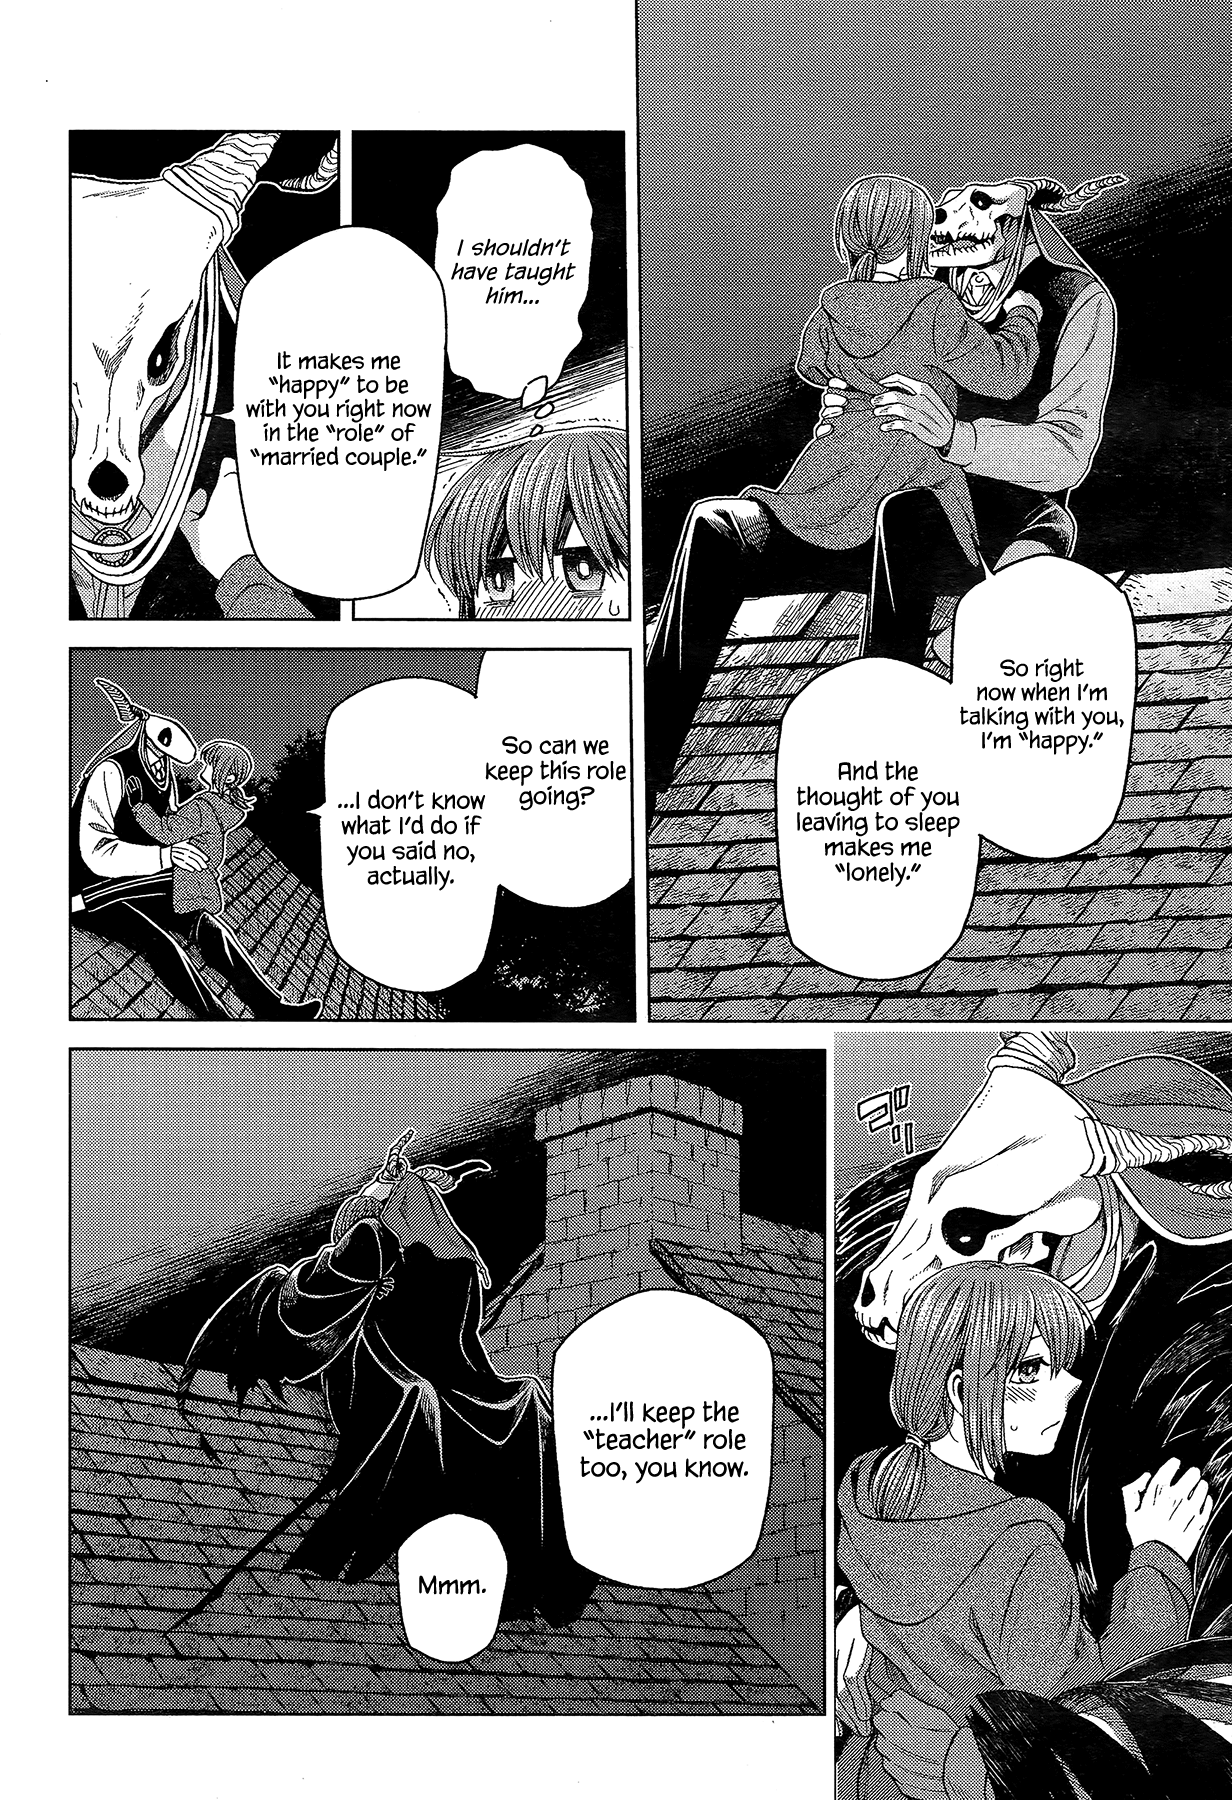 So right
now when I'm
talking with you,
I'm "happy."
And the
thought of you
leaving to sleep
makes me
"lonely."
I shouldn't
have taught
him...
It makes me
"happy" to be
with you right now
in the "role" of
"married couple."
So can we
keep this role
going?
...I don't know
what I'd do if
you said no,
actually.
ゴソ
...I'll keep the
"teacher" role
too, you know.
Mmm.